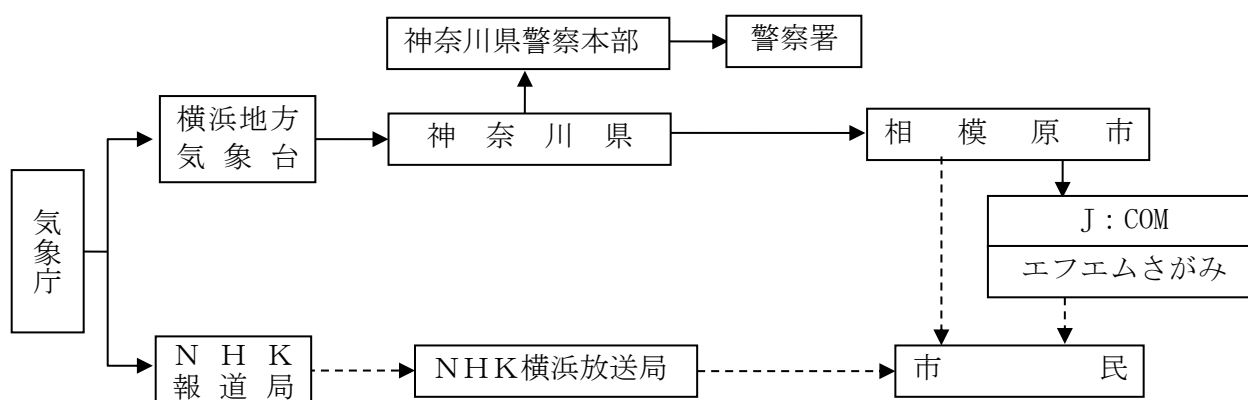 神奈川県警察本部
警察署
横浜地方
気象台
神奈川県
相模原市
気象庁
J：COM
エフエムさがみ
ＮＨＫ
報道局
ＮＨＫ横浜放送局
市民